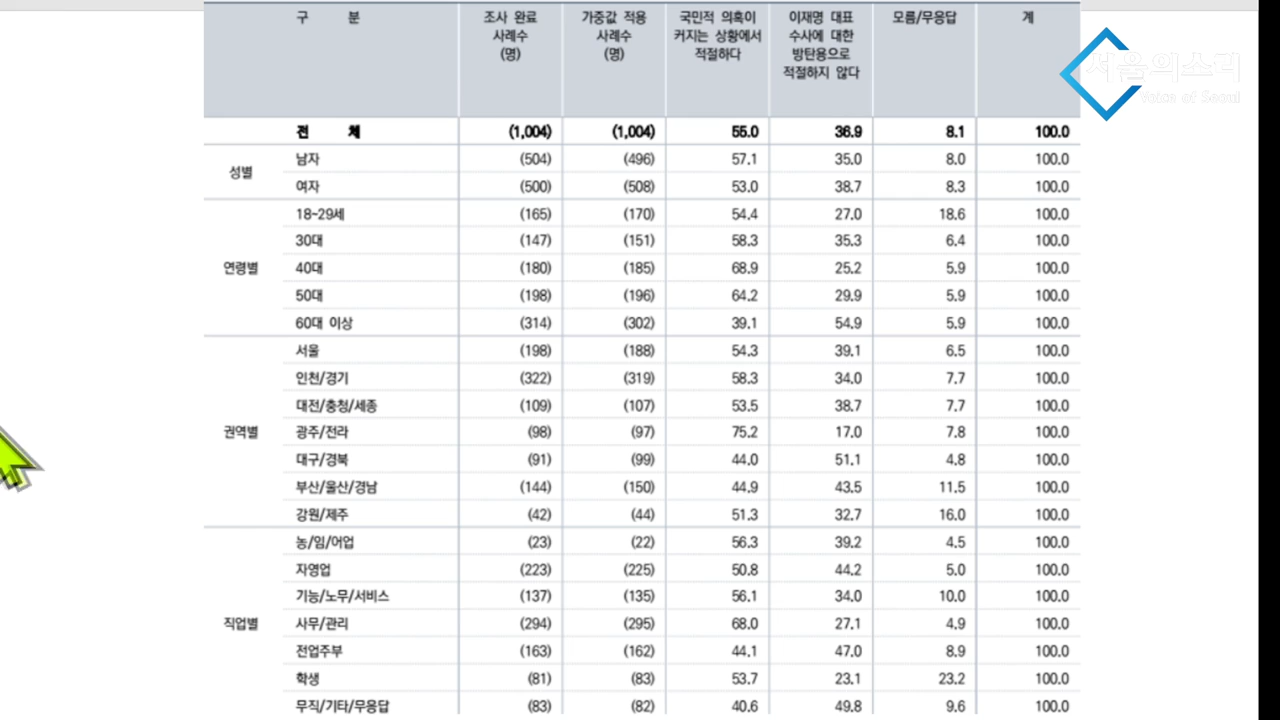 구 분 조사 완료 사례수 (명) 가중값 적용 사례수 (명) 국민적 의혹이 커지는 상황에서 적절하다 이재명 대표 수사에 대한 방탄용으로 적절하지 않다 모름/무응답 계
서울의소리
Voice of Seoul
전 체 (1,004) (1,004) 55.0 36.9 8.1 100.0
성별
남자 (504) (496) 57.1 35.0 8.0 100.0
여자 (500) (508) 53.0 38.7 8.3 100.0
연령별
18-29세 (165) (170) 54.4 27.0 18.6 100.0
30대 (147) (151) 58.3 35.3 6.4 100.0
40대 (180) (185) 68.9 25.2 5.9 100.0
50대 (198) (196) 64.2 29.9 5.9 100.0
60대 이상 (314) (302) 39.1 54.9 5.9 100.0
권역별
서울 (198) (188) 54.3 39.1 6.5 100.0
인천/경기 (322) (319) 58.3 34.0 7.7 100.0
대전/충청/세종 (109) (107) 53.5 38.7 7.7 100.0
광주/전라 (98) (97) 75.2 17.0 7.8 100.0
대구/경북 (91) (99) 44.0 51.1 4.8 100.0
부산/울산/경남 (144) (150) 44.9 43.5 11.5 100.0
강원/제주 (42) (44) 51.3 32.7 16.0 100.0
직업별
농/임/어업 (23) (22) 56.3 39.2 4.5 100.0
자영업 (223) (225) 50.8 44.2 5.0 100.0
기능/노무/서비스 (137) (135) 56.1 34.0 10.0 100.0
사무/관리 (294) (295) 68.0 27.1 4.9 100.0
전업주부 (163) (162) 44.1 47.0 8.9 100.0
학생 (81) (83) 53.7 23.1 23.2 100.0
무직/기타/무응답 (83) (82) 40.6 49.8 9.6 100.0